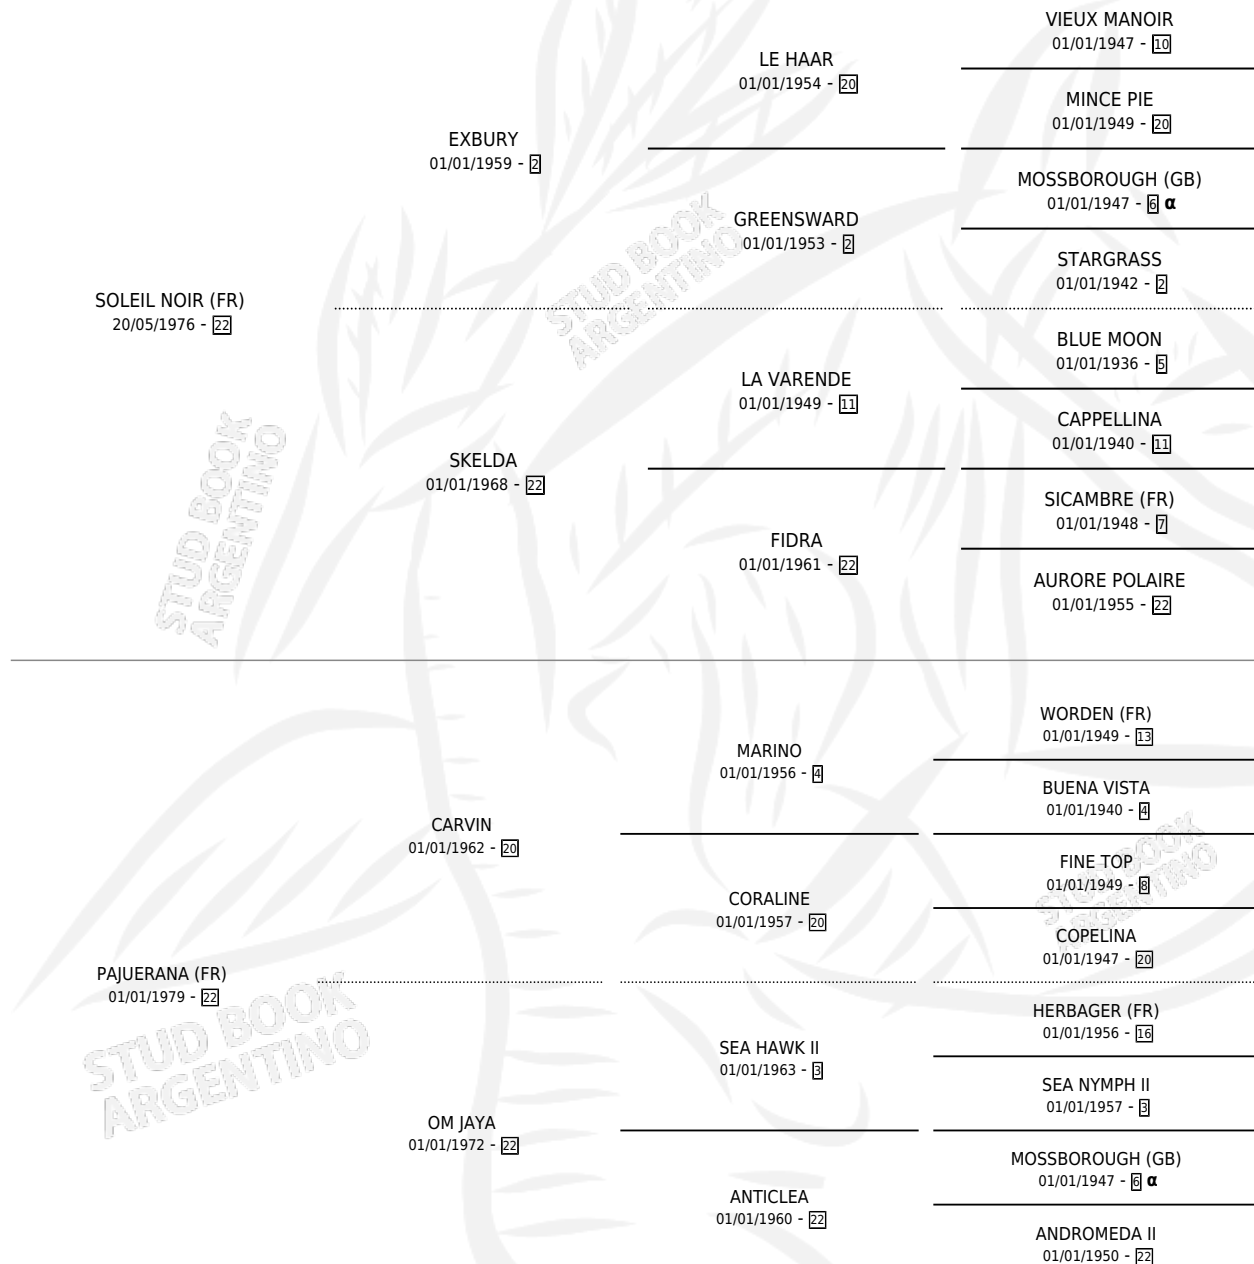 VIEUX MANOIR
01/01/1947 - 10
LE HAAR
01/01/1954 - 20
MINCE PIE
01/01/1949 - 20
EXBURY
01/01/1959 - 2
MOSSBOROUGH (GB)
01/01/1947 - 6 α
GREENSWARD
01/01/1953 - 2
STARGRASS
01/01/1942 - 2
SOLEIL NOIR (FR)
20/05/1976 - 22
BLUE MOON
01/01/1936 - 5
LA VARENDE
01/01/1949 - 11
CAPPELLINA
01/01/1940 - 11
SKELDA
01/01/1968 - 22
SICAMBRE (FR)
01/01/1948 - 7
FIDRA
01/01/1961 - 22
AURORE POLAIRE
01/01/1955 - 22
WORDEN (FR)
01/01/1949 - 13
MARINO
01/01/1956 - 4
BUENA VISTA
01/01/1940 - 4
CARVIN
01/01/1962 - 20
FINE TOP
01/01/1949 - 8
CORALINE
01/01/1957 - 20
COPELINA
01/01/1947 - 20
PAJUERANA (FR)
01/01/1979 - 22
HERBAGER (FR)
01/01/1956 - 16
SEA HAWK II
01/01/1963 - 3
SEA NYMPH II
01/01/1957 - 3
OM JAYA
01/01/1972 - 22
MOSSBOROUGH (GB)
01/01/1947 - 6 α
ANTICLEA
01/01/1960 - 22
ANDROMEDA II
01/01/1950 - 22
STUD BOOK
ARGENTINO
STUD BOOK
ARGENTINO
STUD BOOK
ARGENTINO
STUD BOOK
ARGENTINO